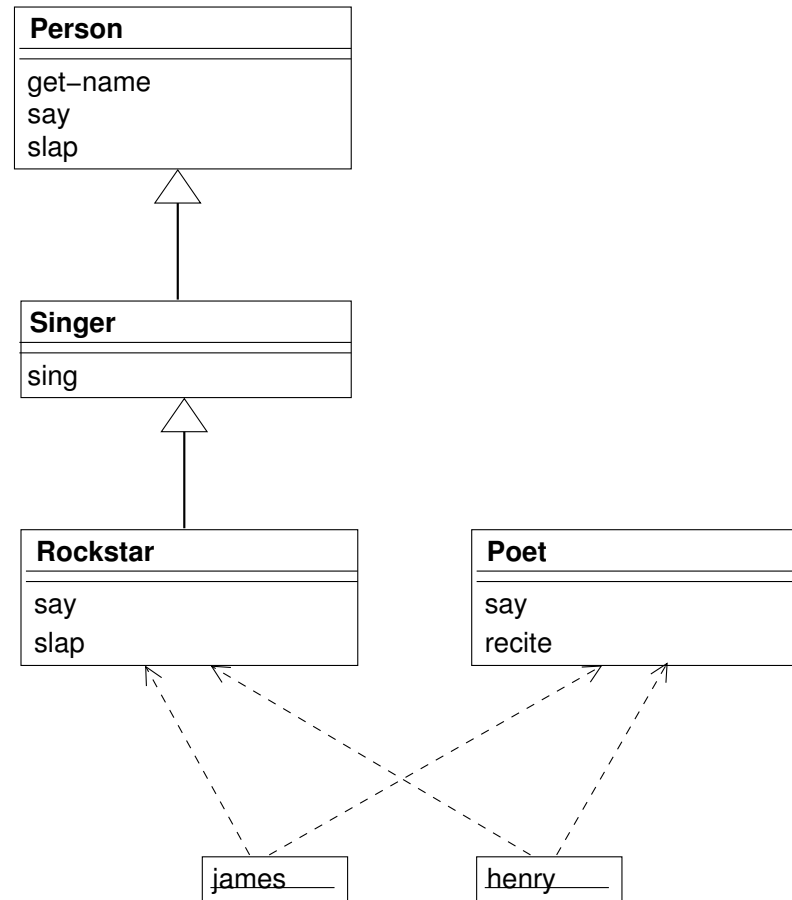 Person
get−name
say
slap
Singer
sing
Rockstar
say
slap
Poet
say
recite
james
henry